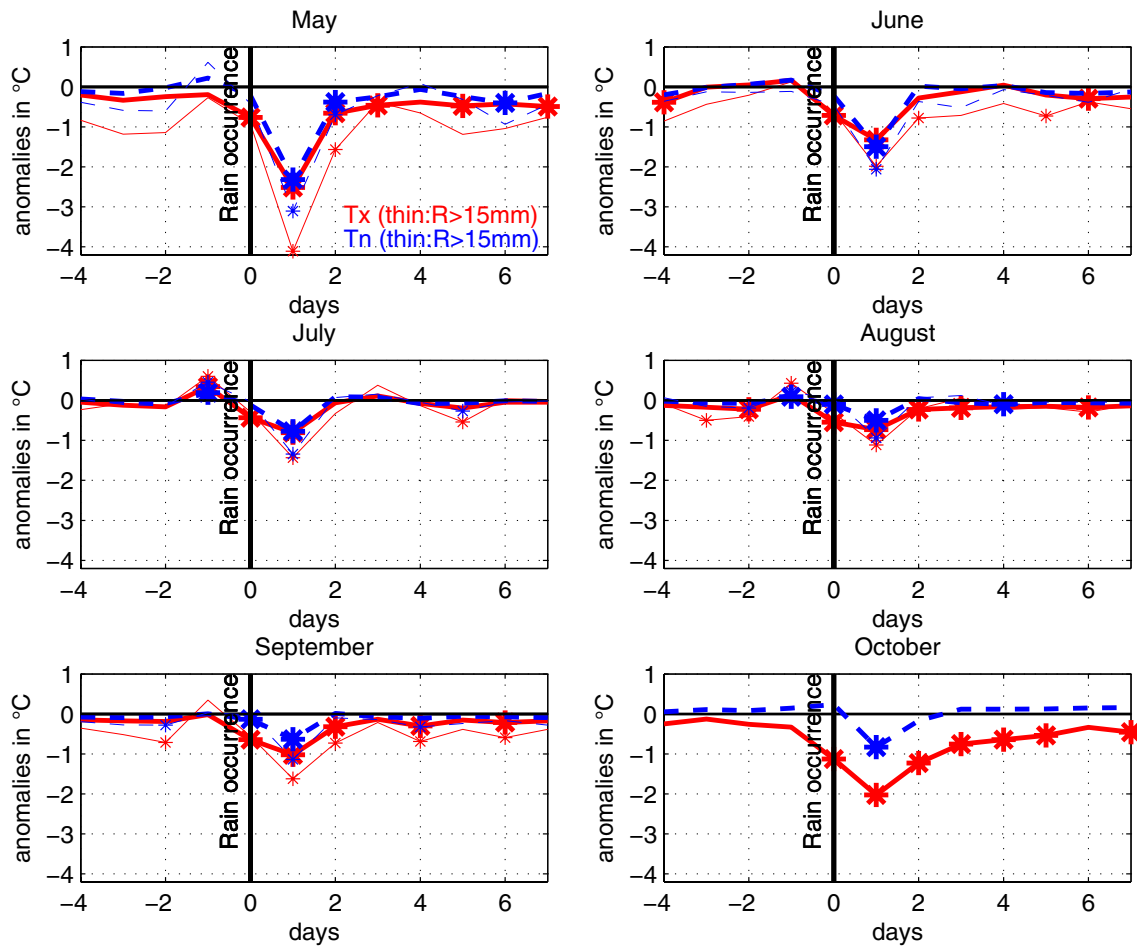 May
1
0
−1
−2
−3
−4
anomalies in °C
Rain occurrence
Tx (thin:R>15mm)
Tn (thin:R>15mm)
−4 −2 0 2 4 6
days
June
1
0
−1
−2
−3
−4
anomalies in °C
Rain occurrence
−4 −2 0 2 4 6
days
July
1
0
−1
−2
−3
−4
anomalies in °C
Rain occurrence
−4 −2 0 2 4 6
days
August
1
0
−1
−2
−3
−4
anomalies in °C
Rain occurrence
−4 −2 0 2 4 6
days
September
1
0
−1
−2
−3
−4
anomalies in °C
Rain occurrence
−4 −2 0 2 4 6
days
October
1
0
−1
−2
−3
−4
anomalies in °C
Rain occurrence
−4 −2 0 2 4 6
days